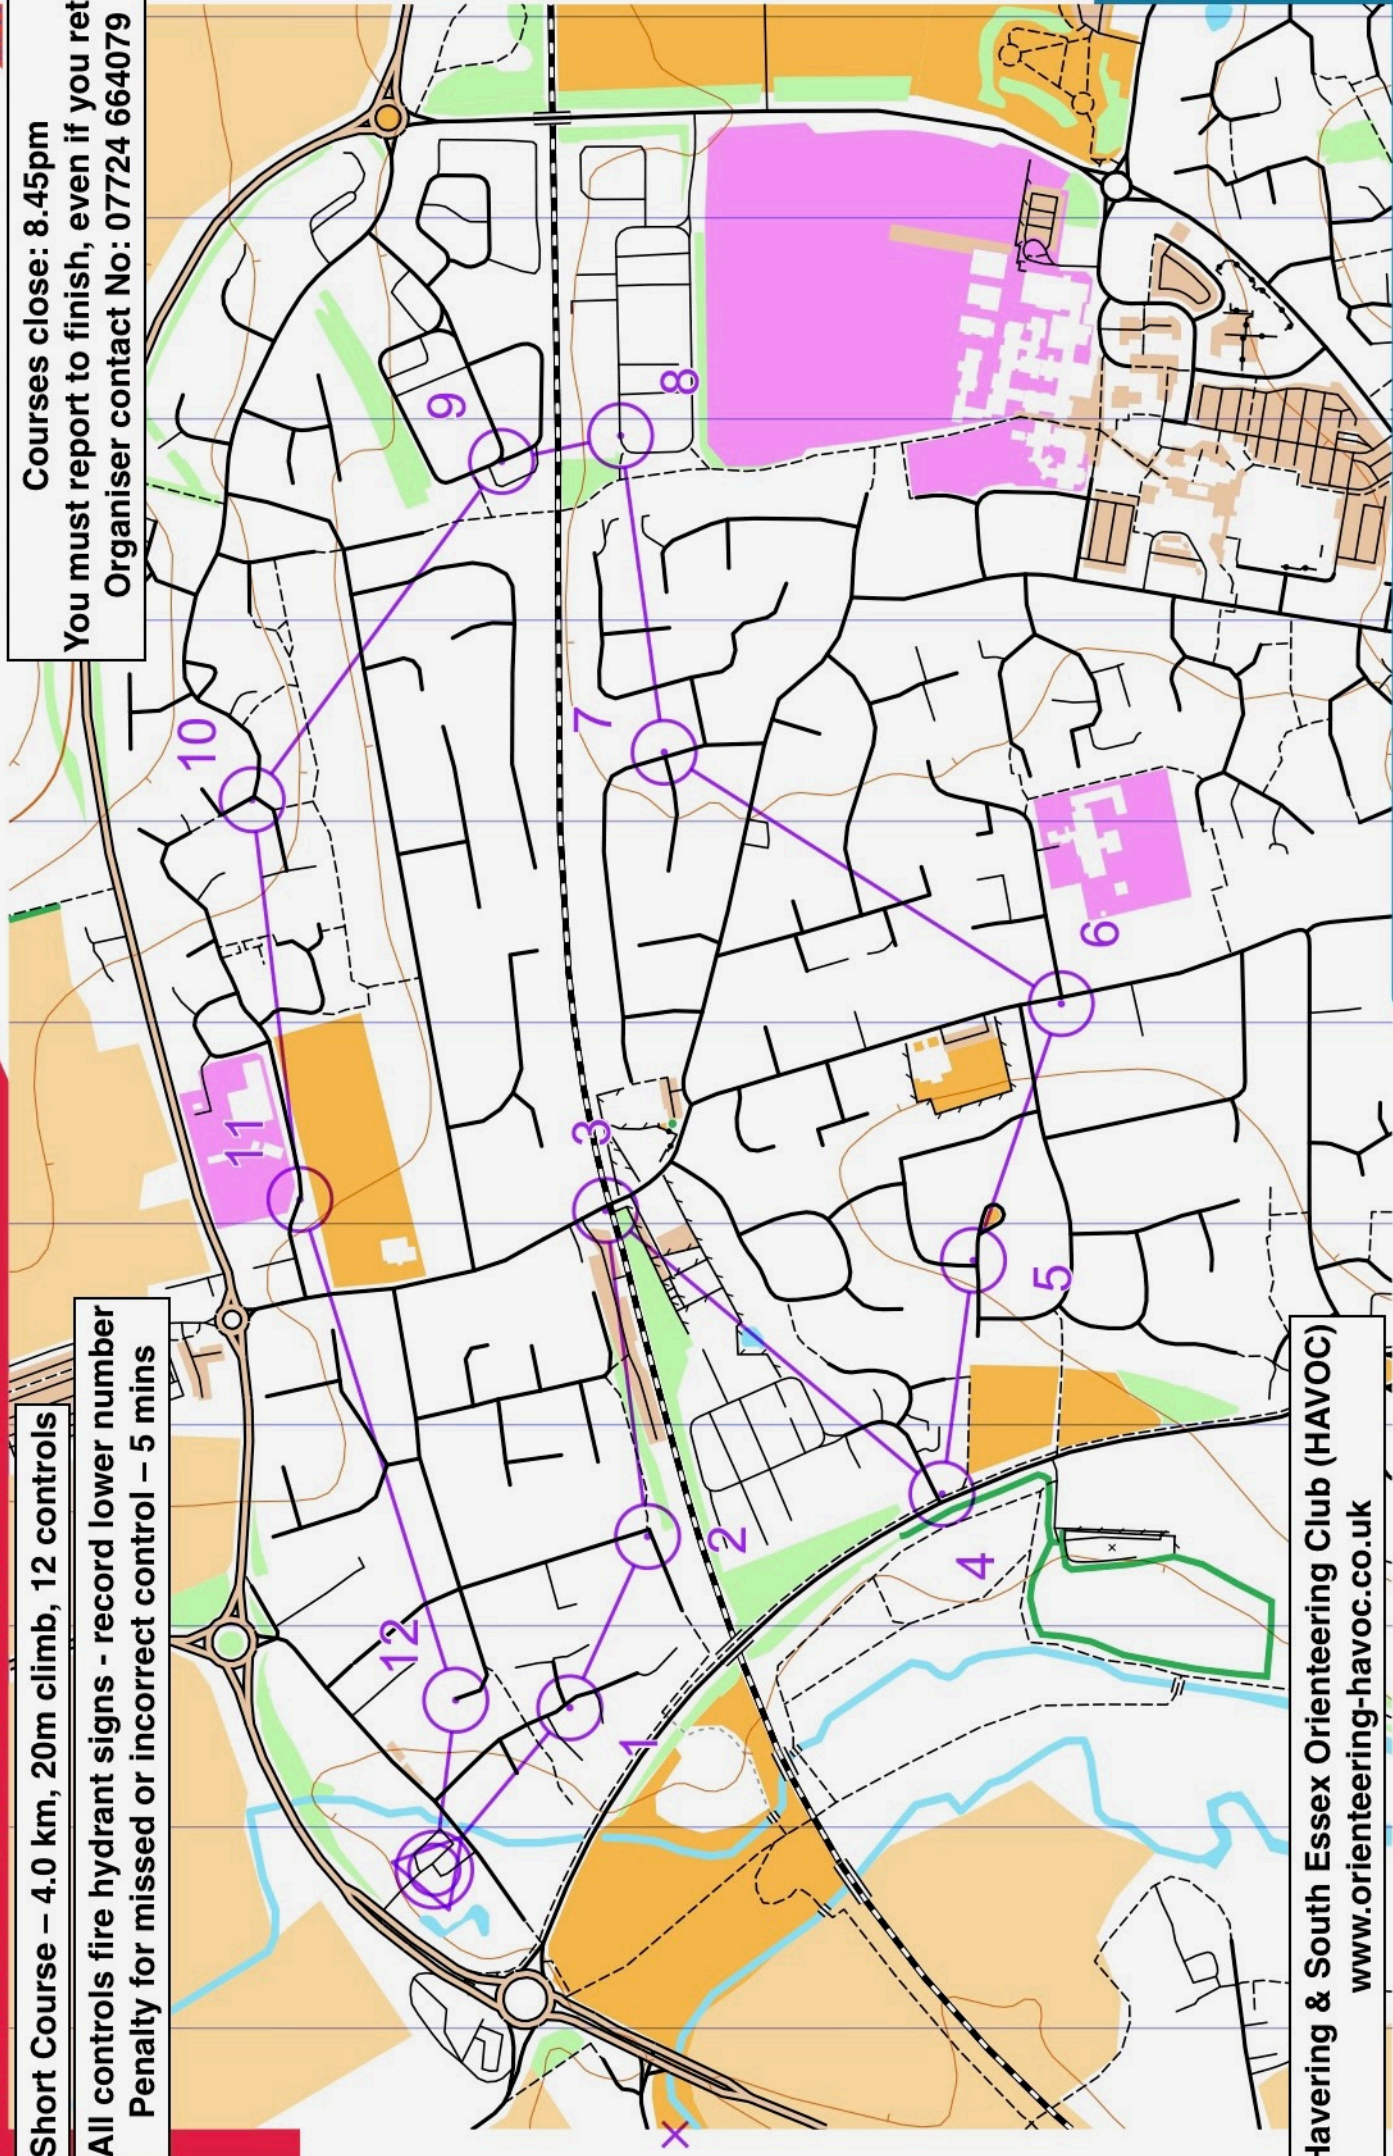 Short Course – 4.0 km, 20m climb, 12 controls
All controls fire hydrant signs - record lower number
Penalty for missed or incorrect control – 5 mins
Courses close: 8.45pm
You must report to finish, even if you ret
Organiser contact No: 07724 664079
10
11
12
9
8
7
3
2
1
6
5
4
Havering & South Essex Orienteering Club (HAVOC)
www.orienteering-havoc.co.uk